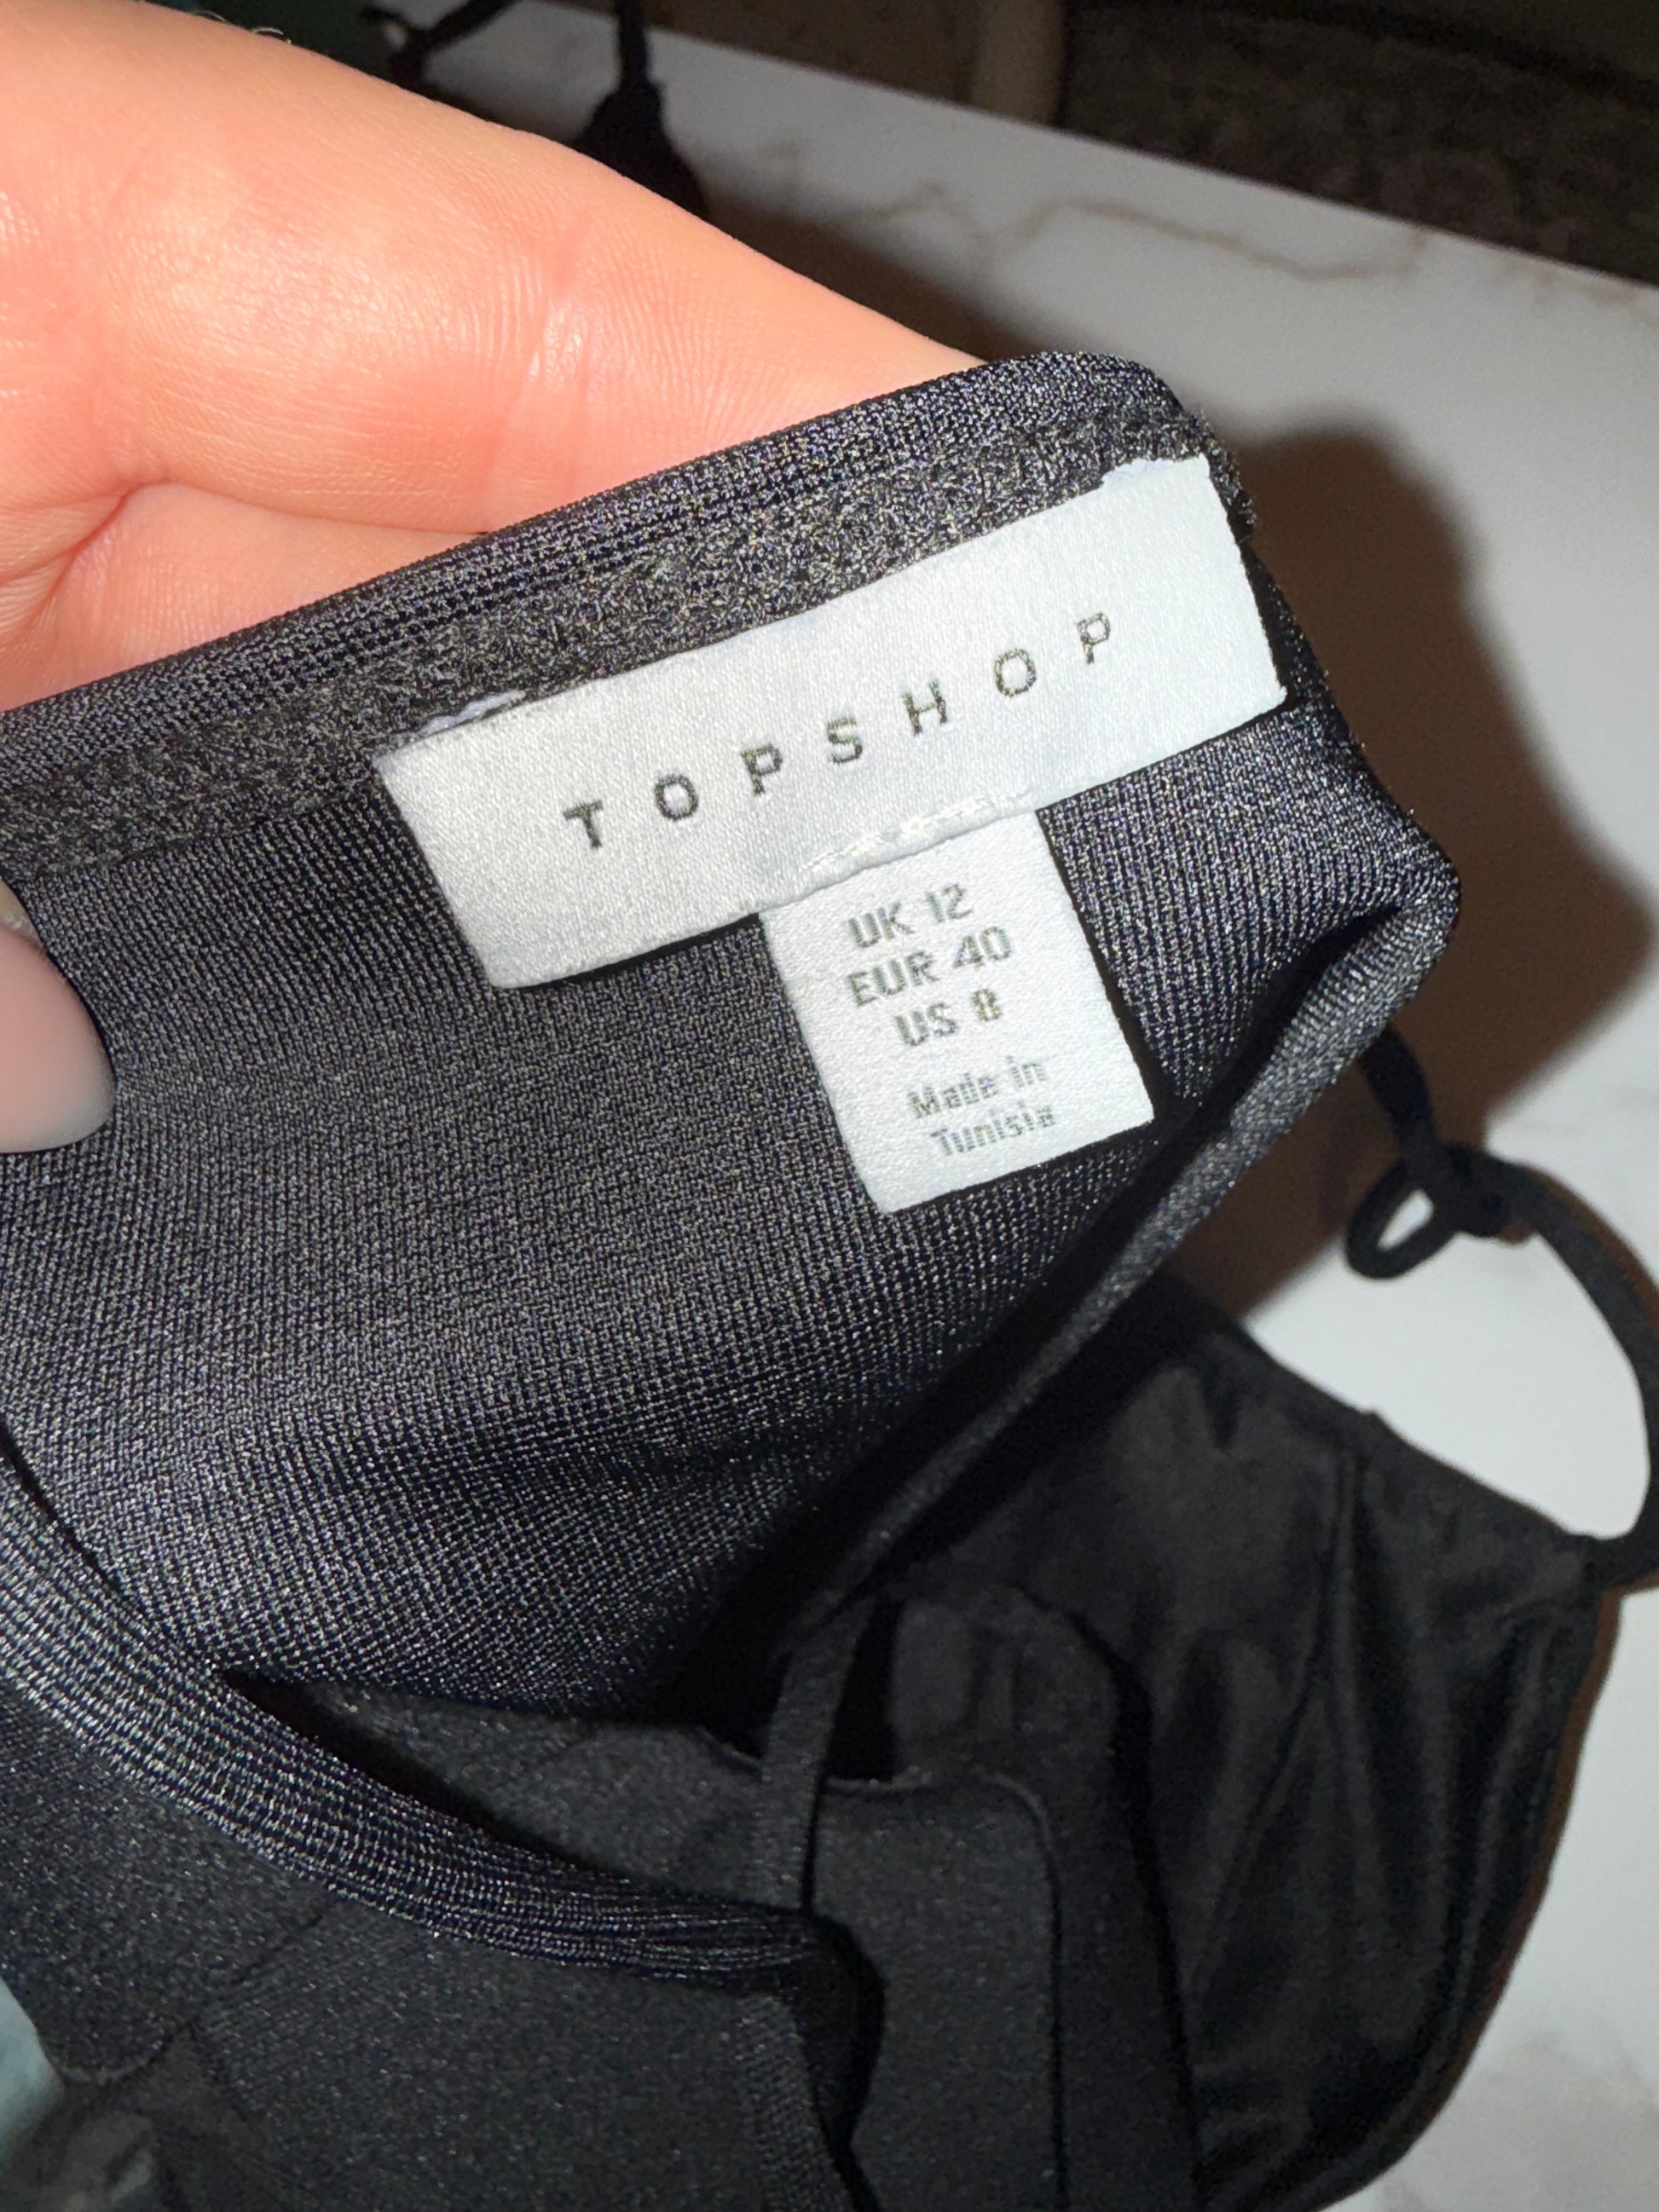 TOPSHOP
UK 12
EUR 40
US 8
Made in
Tunisia